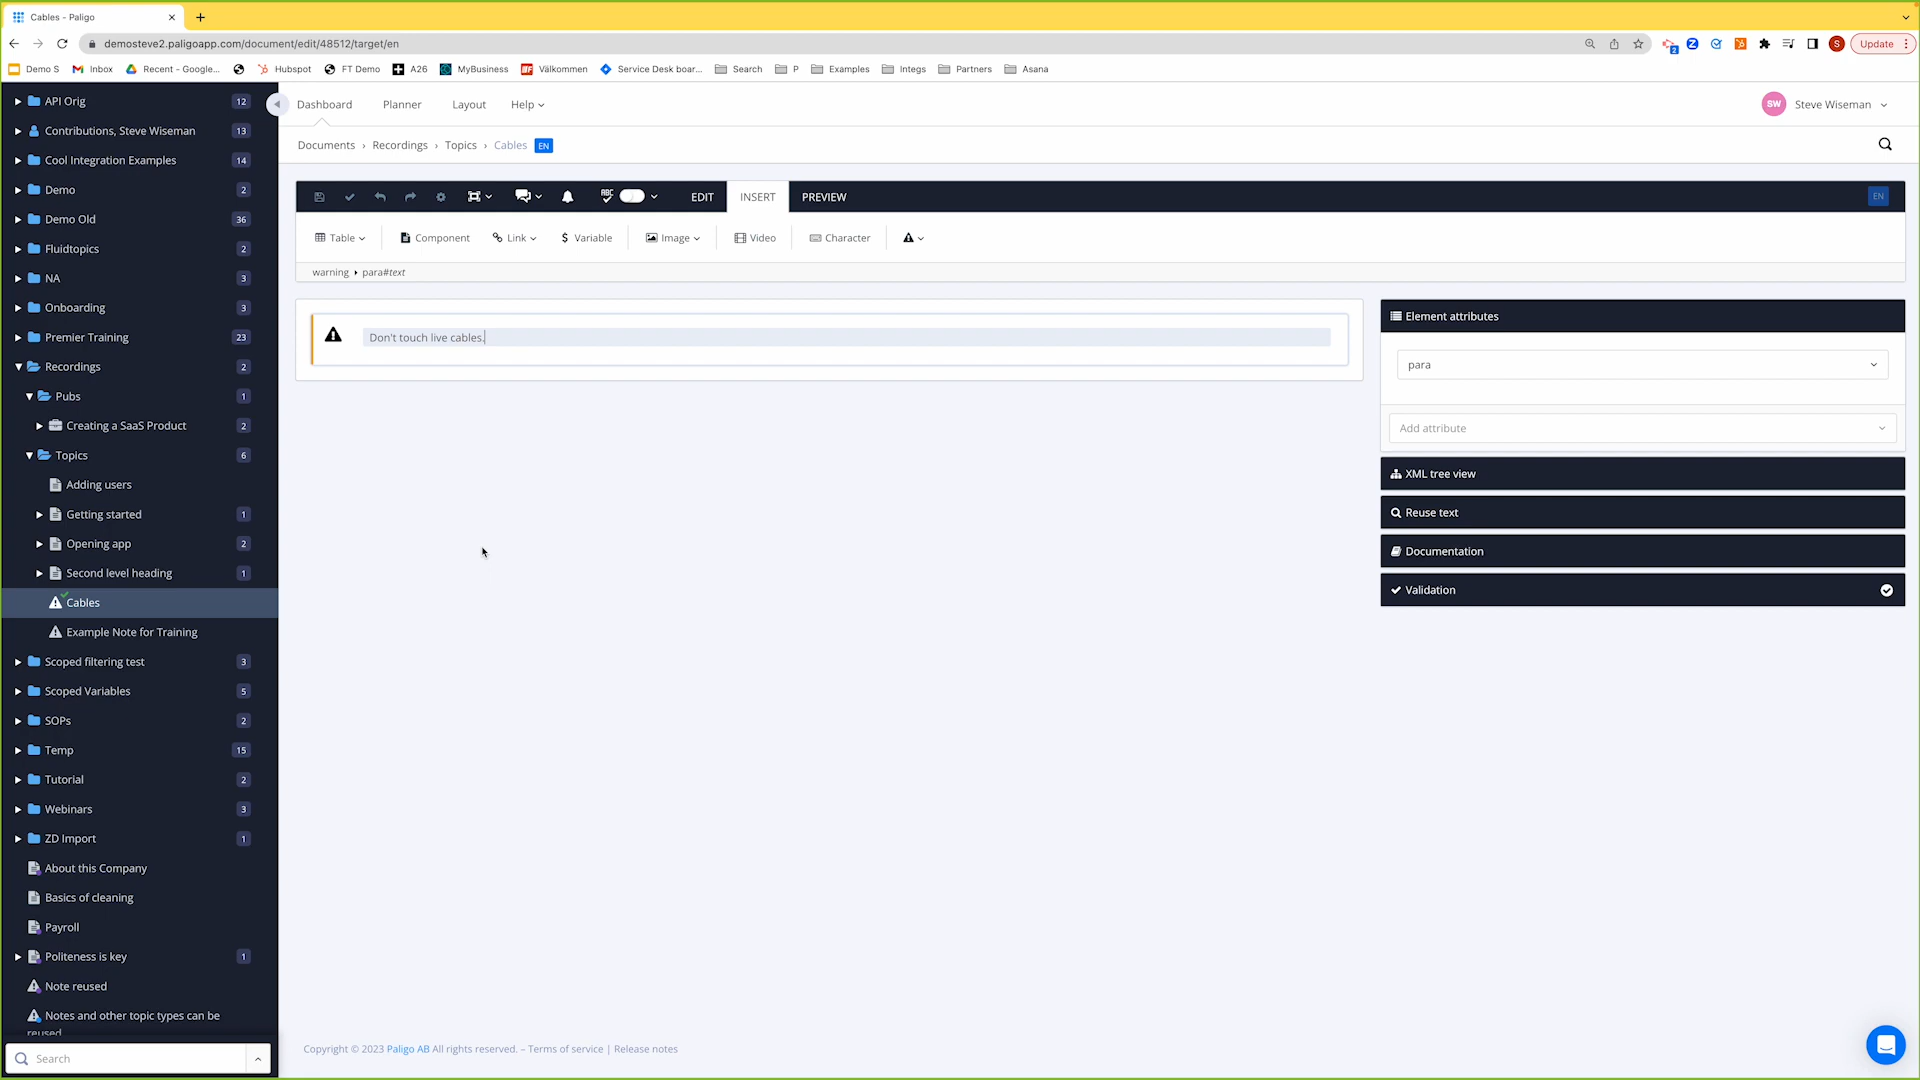 Cables - Paligo
demosteve2.paligoapp.com/document/edit/48512/target/en
Update
Demo S
Inbox
Recent - Google...
Hubspot
FT Demo
A26
MyBusiness
Välkommen
Service Desk boar...
Search
P
Examples
Integs
Partners
Asana
API Orig 12
Contributions, Steve Wiseman 13
Cool Integration Examples 14
Demo 2
Demo Old 36
Fluidtopics 2
NA 3
Onboarding 3
Premier Training 23
Recordings 2
Pubs 1
Creating a SaaS Product 2
Topics 6
Adding users
Getting started 1
Opening app 2
Second level heading 1
Cables
Example Note for Training
Scoped filtering test 3
Scoped Variables 5
SOPs 2
Temp 15
Tutorial 2
Webinars 3
ZD Import 1
About this Company
Basics of cleaning
Payroll
Politeness is key 1
Note reused
Notes and other topic types can be
reused
Search
Dashboard
Planner
Layout
Help
SW Steve Wiseman
Documents › Recordings › Topics › Cables EN
ABC
EDIT
INSERT
PREVIEW
EN
Table
Component
Link
$ Variable
Image
Video
Character
warning
para#text
Don't touch live cables.
Element attributes
para
Add attribute
XML tree view
Reuse text
Documentation
Validation
Copyright © 2023 Paligo AB All rights reserved. – Terms of service | Release notes